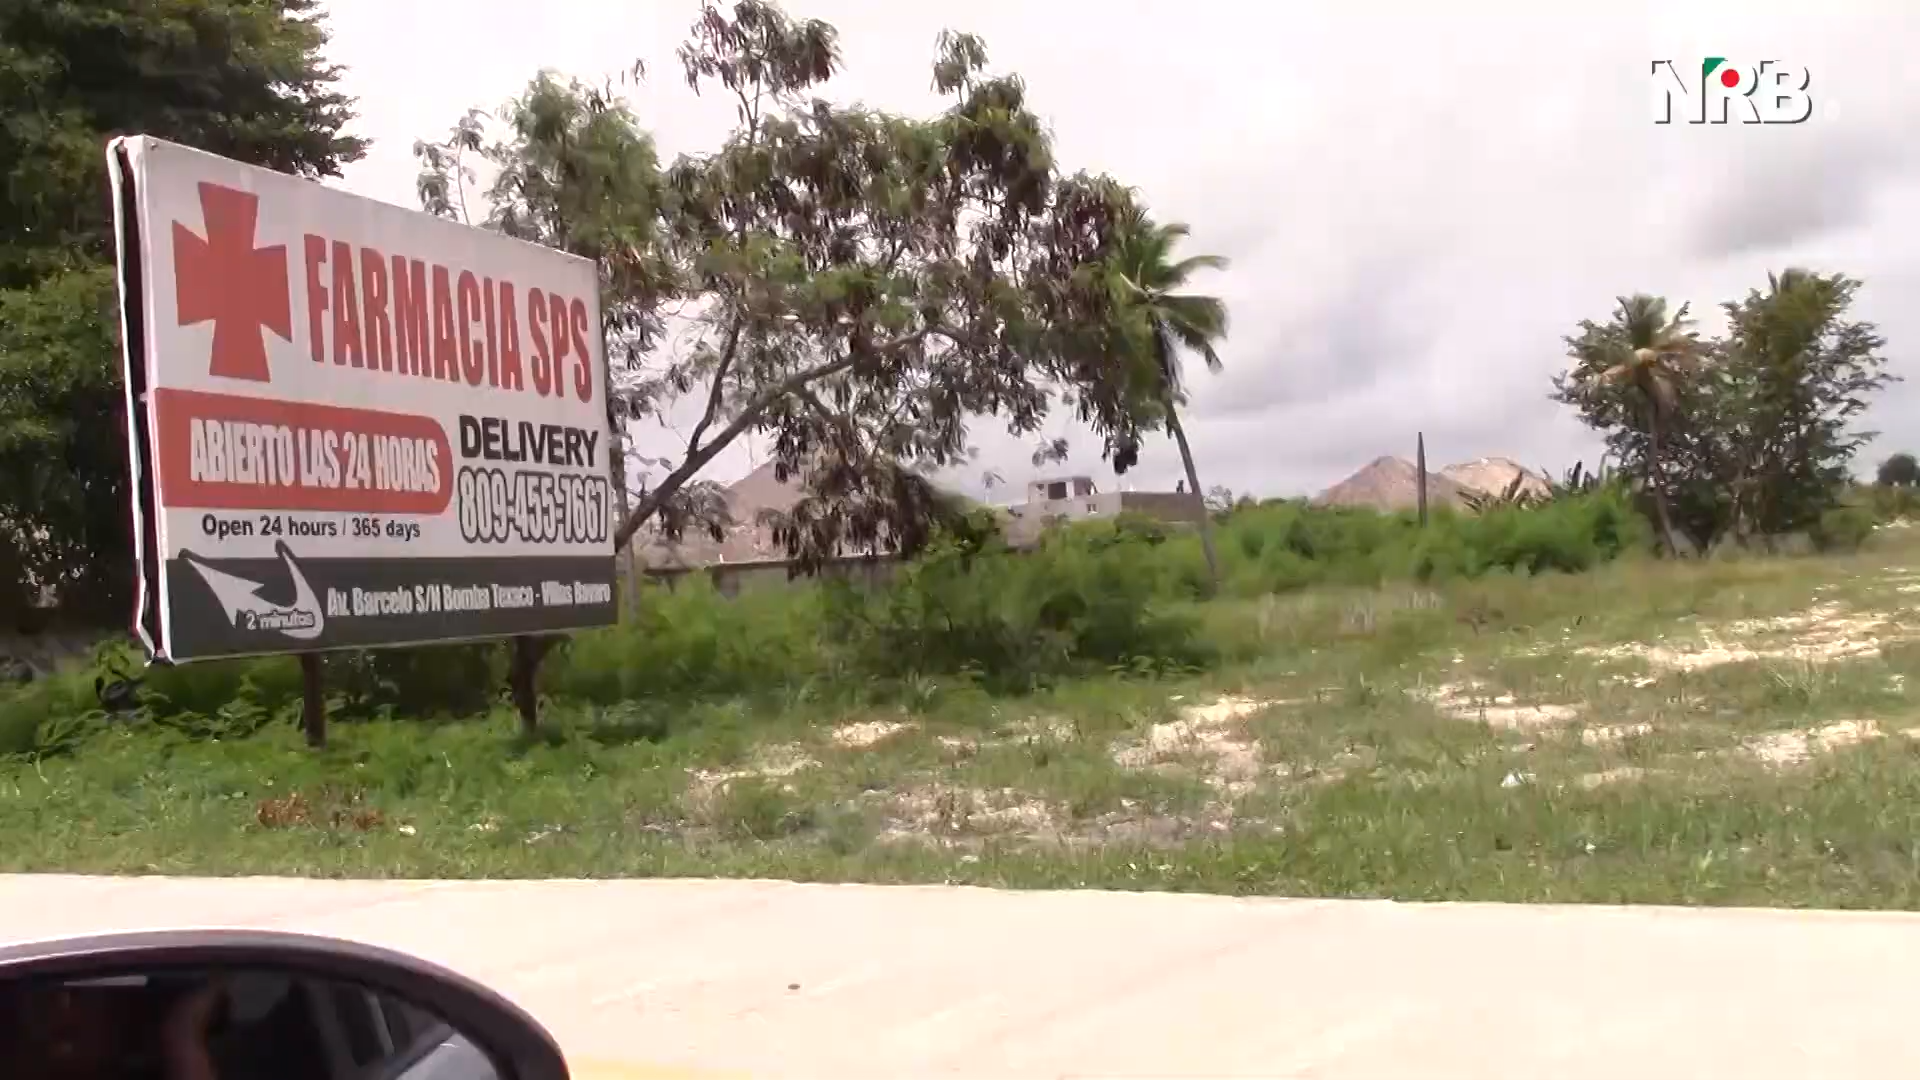 NRB
FARMACIA SPS
ABIERTO LAS 24 HORAS
DELIVERY
809-455-7667
Open 24 hours / 365 days
2 minutos
Av. Barcelo S/N Bomba Texaco - Villas Bavaro